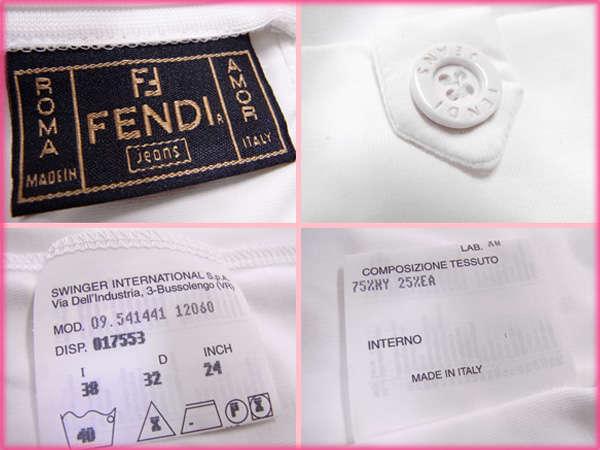 ROMA
MADE IN
FF
FENDI
jeans
AMOR
ITALY
FENDI JEANS
SWINGER INTERNATIONAL S.P.A.
Via Dell'Industria, 3-Bussolengo (VR)
MOD. 09.541441 12060
DISP. 017553
I D INCH
38 32 24
40 P
LAB.
COMPOSIZIONE TESSUTO
75%NY 25%EA
INTERNO
MADE IN ITALY